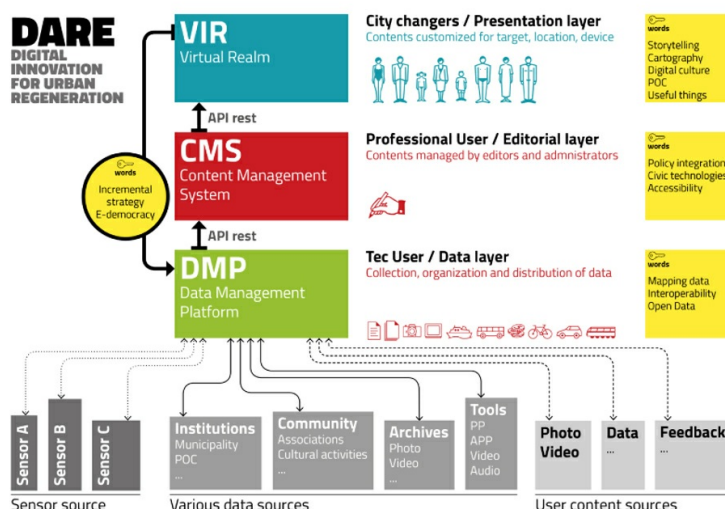 DARE
DIGITAL
INNOVATION
FOR URBAN
REGENERATION
VIR
Virtual Realm
City changers / Presentation layer
Contents customized for target, location, device
words
Storytelling
Cartography
Digital culture
POC
Useful things
API rest
CMS
Content Management
System
Professional User / Editorial layer
Contents managed by editors and admnistrators
words
Policy integration
Civic technologies
Accessibility
words
Incremental
strategy
E-democracy
API rest
DMP
Data Management
Platform
Tec User / Data layer
Collection, organization and distribution of data
words
Mapping data
Interoperability
Open Data
Sensor A
Sensor B
Sensor C
Sensor source
Institutions
Municipality
POC
...
Community
Associations
Cultural activities
...
Archives
Photo
Video
...
Tools
PP
APP
Video
Audio
Various data sources
Photo
Video
Data
...
Feedback
...
User content sources